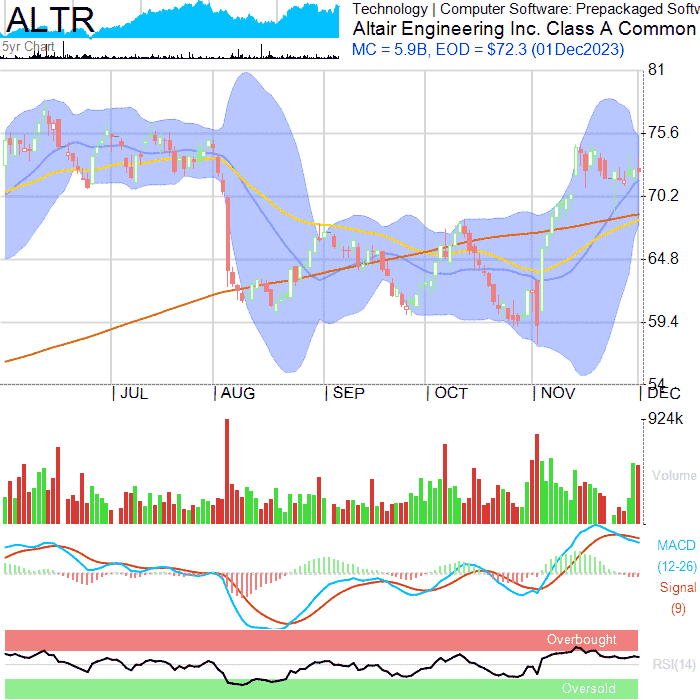 ALTR
5yr Chart
Technology | Computer Software: Prepackaged Softw
Altair Engineering Inc. Class A Common
MC = 5.9B, EOD = $72.3 (01Dec2023)
81
75.6
70.2
64.8
59.4
54
JUL AUG SEP OCT NOV DEC
924k
Volume
MACD
(12-26)
Signal
(9)
Overbought
RSI(14)
Oversold